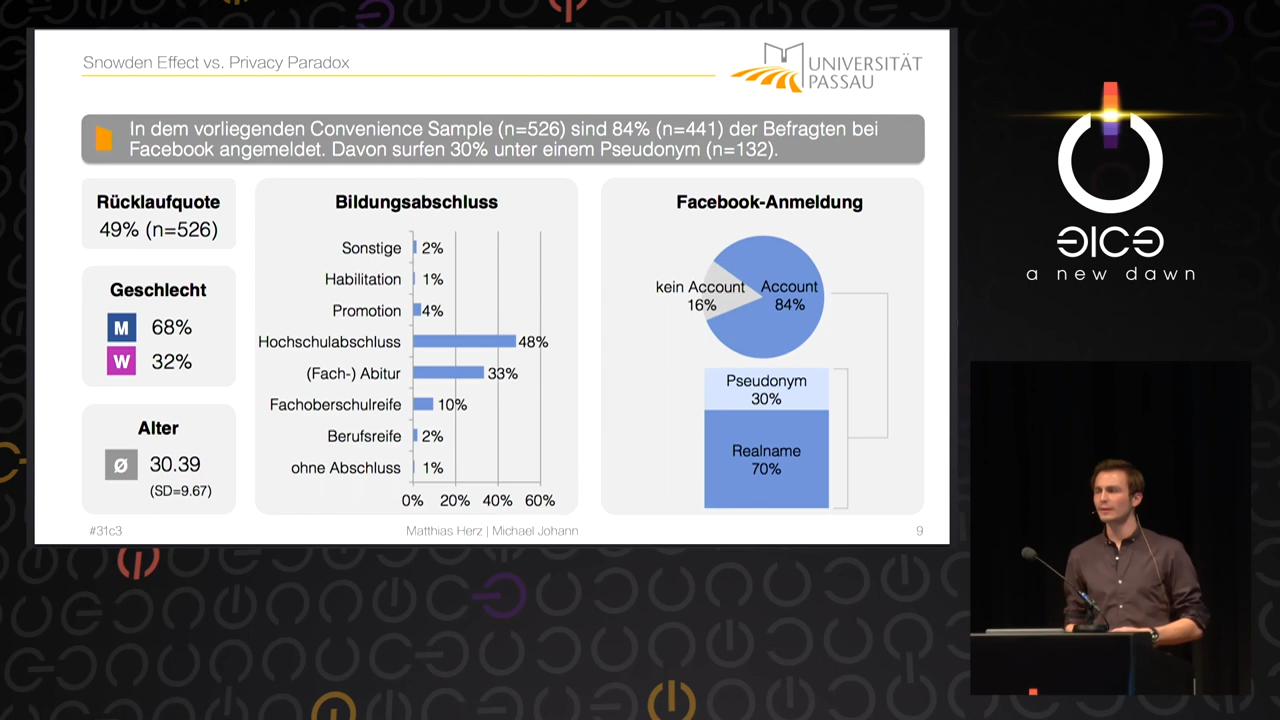 Snowden Effect vs. Privacy Paradox
UNIVERSITÄT
PASSAU
In dem vorliegenden Convenience Sample (n=526) sind 84% (n=441) der Befragten bei
Facebook angemeldet. Davon surfen 30% unter einem Pseudonym (n=132).
Rücklaufquote
49% (n=526)
Geschlecht
M 68%
W 32%
Alter
Ø 30.39
(SD=9.67)
Bildungsabschluss
Sonstige 2%
Habilitation 1%
Promotion 4%
Hochschulabschluss 48%
(Fach-) Abitur 33%
Fachoberschulreife 10%
Berufsreife 2%
ohne Abschluss 1%
0% 20% 40% 60%
Facebook-Anmeldung
kein Account
16%
Account
84%
Pseudonym
30%
Realname
70%
#31c3
Matthias Herz | Michael Johann
9
a new dawn